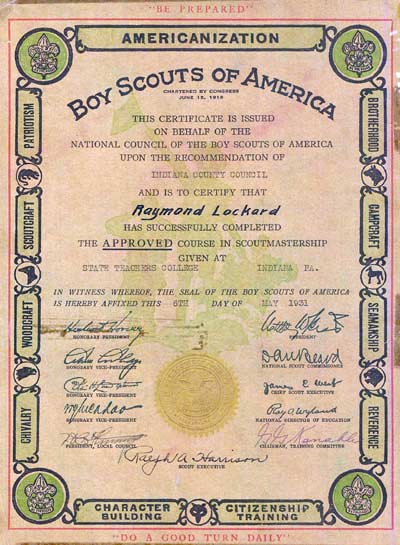 "BE PREPARED"
AMERICANIZATION
BOY SCOUTS OF AMERICA
CHARTERED BY CONGRESS
JUNE 15, 1916
THIS CERTIFICATE IS ISSUED
ON BEHALF OF THE
NATIONAL COUNCIL OF THE BOY SCOUTS OF AMERICA
UPON THE RECOMMENDATION OF
INDIANA COUNTY COUNCIL
AND IS TO CERTIFY THAT
Raymond Lockard
HAS SUCCESSFULLY COMPLETED
THE APPROVED COURSE IN SCOUTMASTERSHIP
GIVEN AT
STATE TEACHERS COLLEGE INDIANA PA.
IN WITNESS WHEREOF, THE SEAL OF THE BOY SCOUTS OF AMERICA
IS HEREBY AFFIXED THIS 6TH DAY OF MAY 1931
HONORARY PRESIDENT
PRESIDENT
HONORARY VICE-PRESIDENT
Dan Beard
NATIONAL SCOUT COMMISSIONER
HONORARY VICE-PRESIDENT
James E. West
CHIEF SCOUT EXECUTIVE
HONORARY VICE-PRESIDENT
Ray O. Wyland
NATIONAL DIRECTOR OF EDUCATION
PRESIDENT, LOCAL COUNCIL
CHAIRMAN, TRAINING COMMITTEE
Ralph A. Harrison
SCOUT EXECUTIVE
PATRIOTISM
SCOUTCRAFT
WOODCRAFT
CHIVALRY
BROTHERHOOD
CAMPCRAFT
SEAMANSHIP
REVERENCE
CHARACTER BUILDING
CITIZENSHIP TRAINING
"DO A GOOD TURN DAILY"